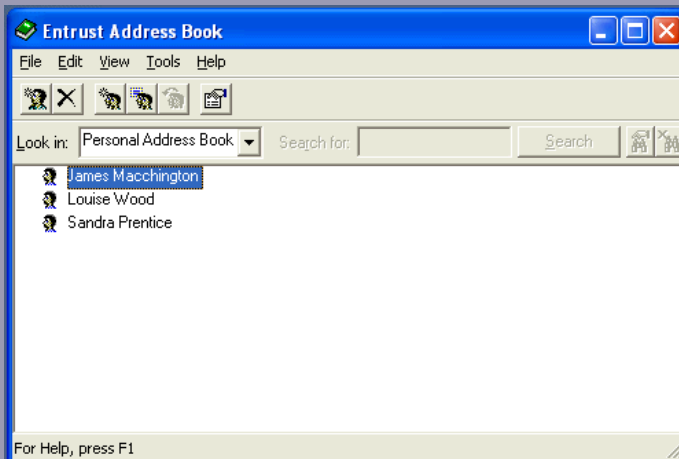 Entrust Address Book
File Edit View Tools Help
Look in: Personal Address Book Search for: Search
James Macchington
Louise Wood
Sandra Prentice
For Help, press F1